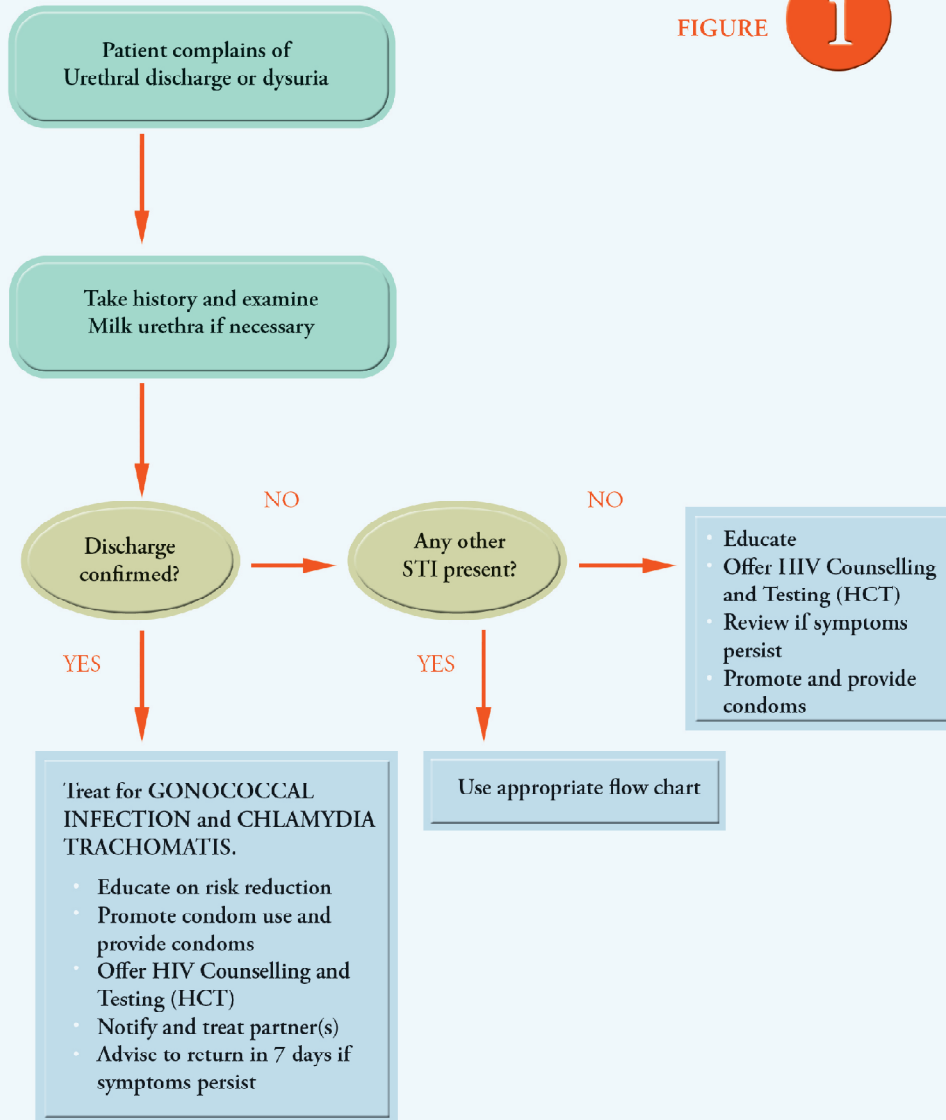 FIGURE 1
Patient complains of
Urethral discharge or dysuria
Take history and examine
Milk urethra if necessary
Discharge
confirmed?
NO
Any other
STI present?
NO
• Educate
• Offer HIV Counselling
and Testing (HCT)
• Review if symptoms
persist
• Promote and provide
condoms
YES
YES
Treat for GONOCOCCAL
INFECTION and CHLAMYDIA
TRACHOMATIS.
• Educate on risk reduction
• Promote condom use and
provide condoms
• Offer HIV Counselling and
Testing (HCT)
• Notify and treat partner(s)
• Advise to return in 7 days if
symptoms persist
Use appropriate flow chart